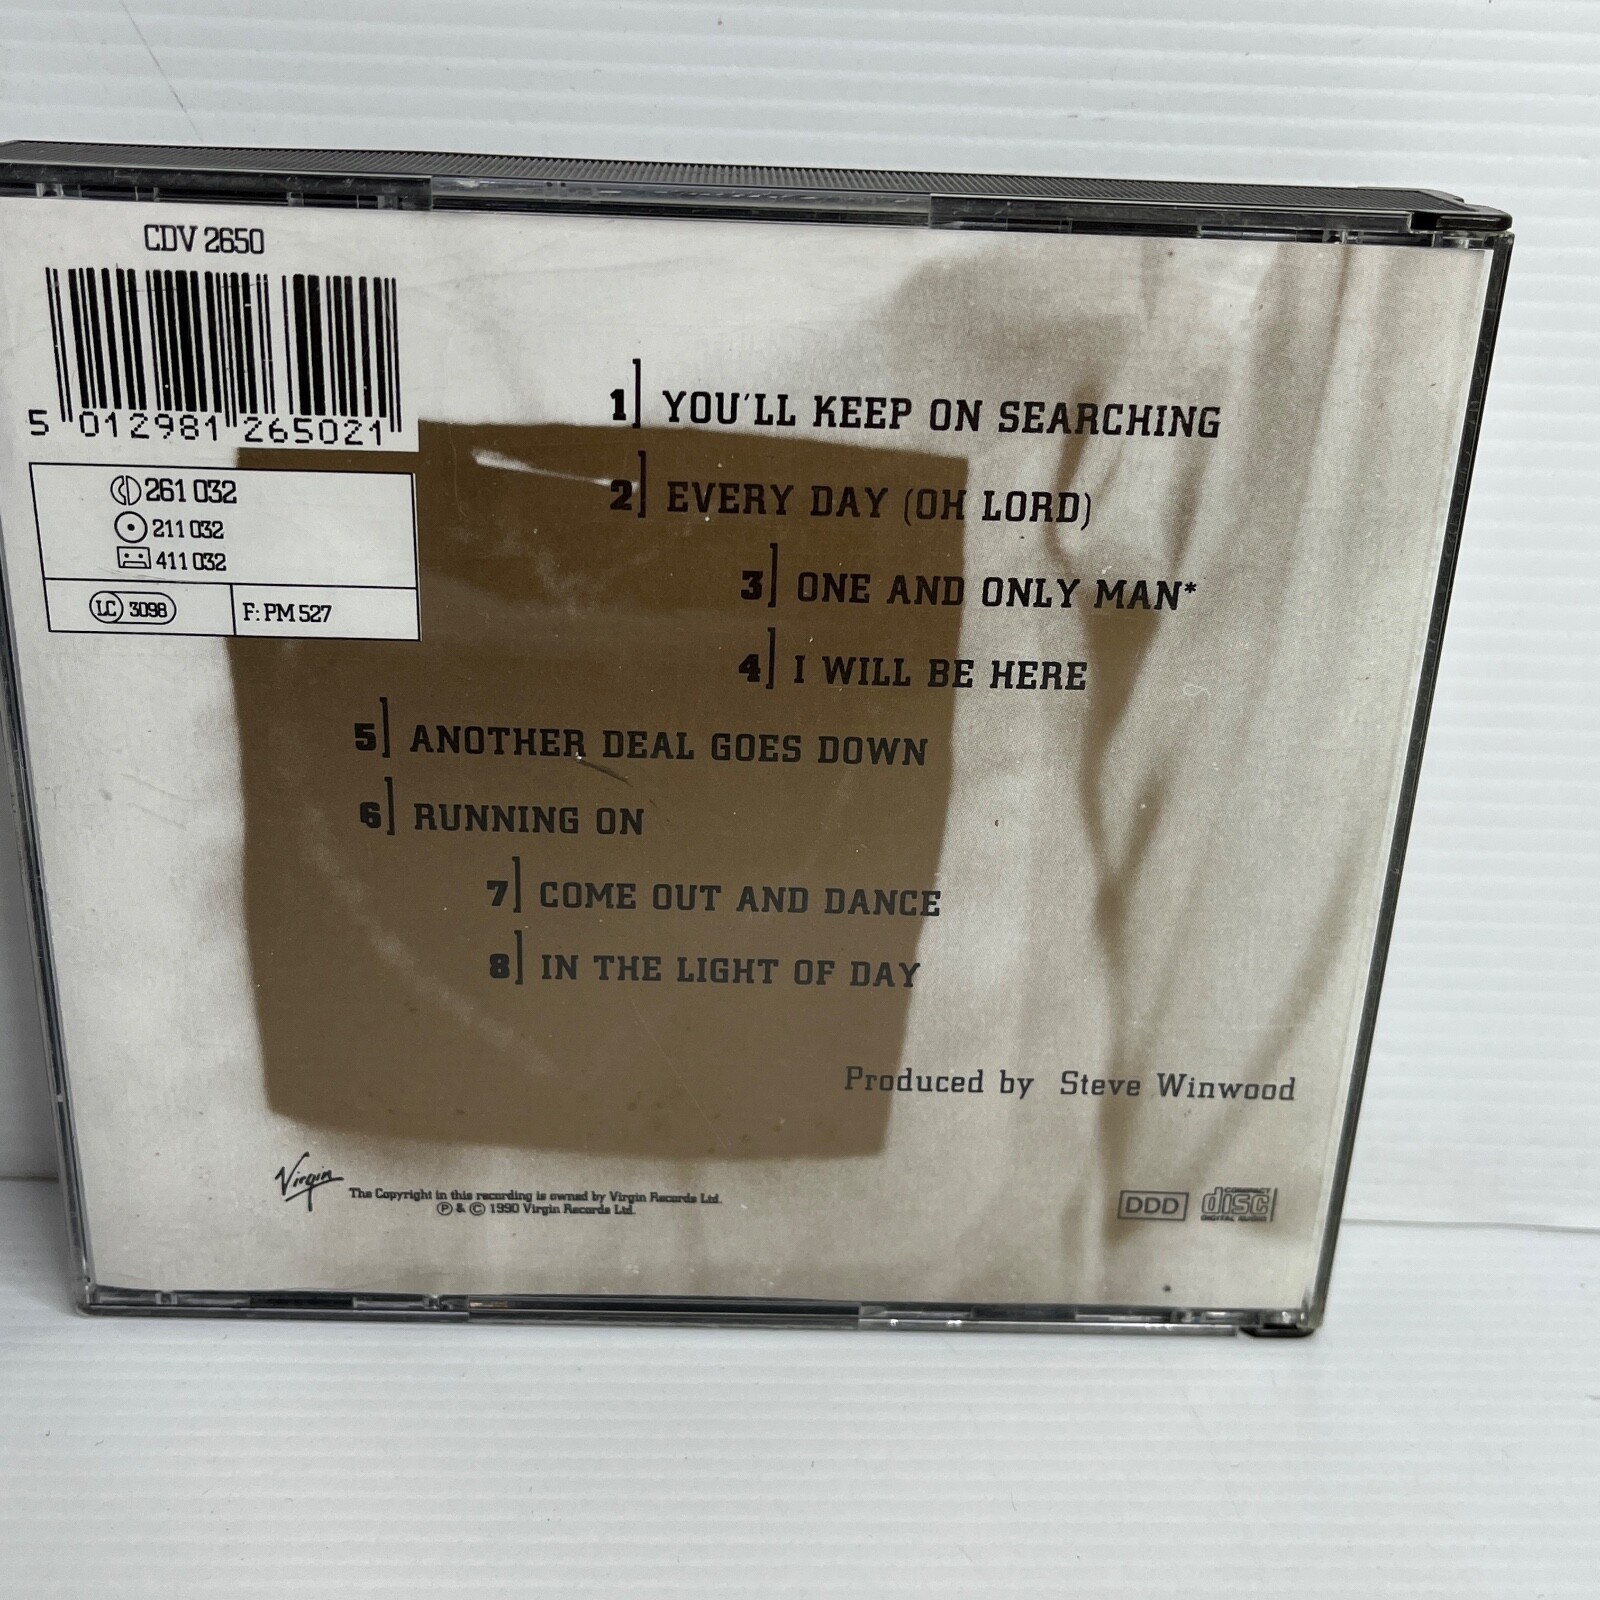 CDV 2650
5 012981 265021
CD 261 032
211 032
411 032
LC 3098
F: PM 527
1] YOU'LL KEEP ON SEARCHING
2] EVERY DAY (OH LORD)
3] ONE AND ONLY MAN*
4] I WILL BE HERE
5] ANOTHER DEAL GOES DOWN
6] RUNNING ON
7] COME OUT AND DANCE
8] IN THE LIGHT OF DAY
Produced by Steve Winwood
Virgin
The Copyright in this recording is owned by Virgin Records Ltd.
Ⓟ & © 1990 Virgin Records Ltd.
DDD
COMPACT
disc
DIGITAL AUDIO